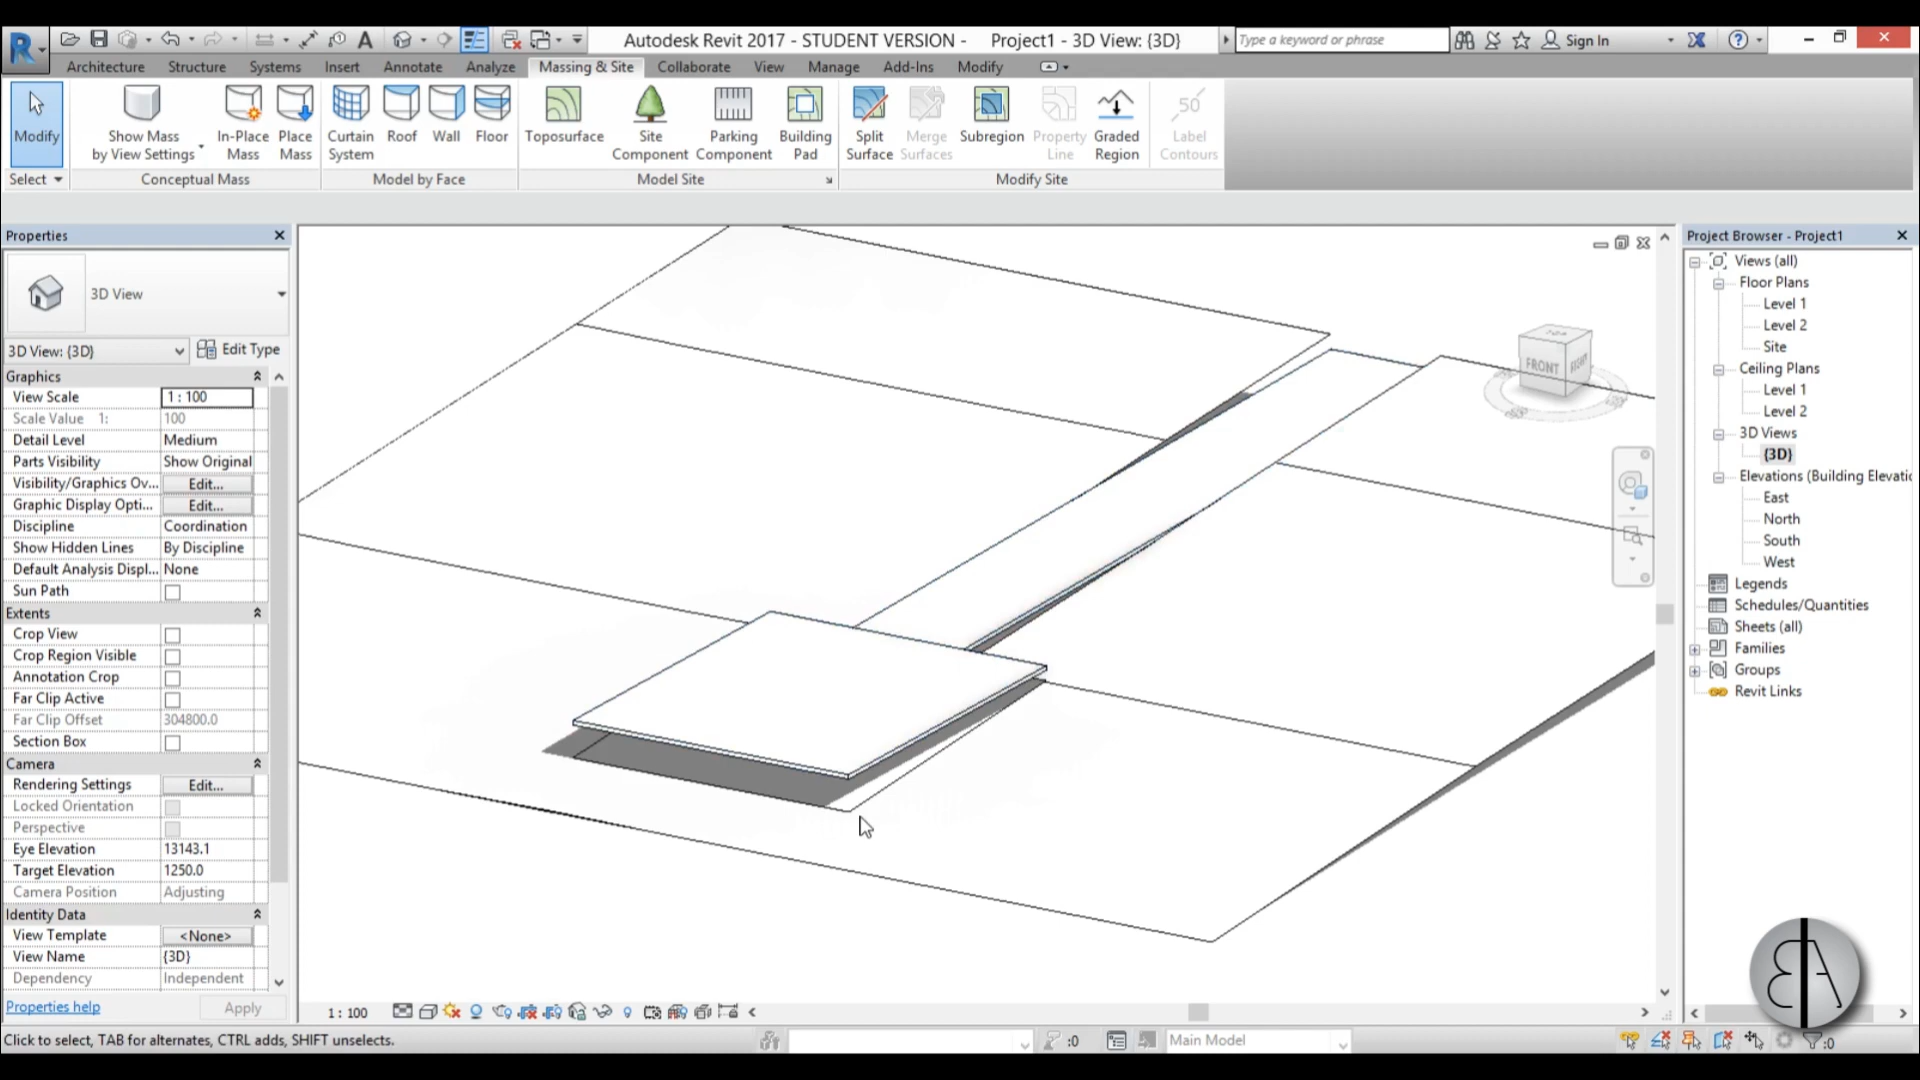 Autodesk Revit 2017 - STUDENT VERSION - Project1 - 3D View: {3D}
Type a keyword or phrase
Sign In
Architecture Structure Systems Insert Annotate Analyze Massing & Site Collaborate View Manage Add-Ins Modify
Modify
Show Mass
by View Settings
In-Place
Mass
Place
Mass
Curtain
System
Roof
Wall
Floor
Toposurface
Site
Component
Parking
Component
Building
Pad
Split
Surface
Merge
Surfaces
Subregion
Property
Line
Graded
Region
50
Label
Contours
Select
Conceptual Mass
Model by Face
Model Site
Modify Site
Properties
3D View
3D View: {3D}
Edit Type
Graphics
View Scale 1 : 100
Scale Value 1: 100
Detail Level Medium
Parts Visibility Show Original
Visibility/Graphics Ov... Edit...
Graphic Display Opti... Edit...
Discipline Coordination
Show Hidden Lines By Discipline
Default Analysis Displ... None
Sun Path
Extents
Crop View
Crop Region Visible
Annotation Crop
Far Clip Active
Far Clip Offset 304800.0
Section Box
Camera
Rendering Settings Edit...
Locked Orientation
Perspective
Eye Elevation 13143.1
Target Elevation 1250.0
Camera Position Adjusting
Identity Data
View Template <None>
View Name {3D}
Dependency Independent
Properties help
Apply
TOP
FRONT
RIGHT
Project Browser - Project1
Views (all)
Floor Plans
Level 1
Level 2
Site
Ceiling Plans
Level 1
Level 2
3D Views
{3D}
Elevations (Building Elevatio
East
North
South
West
Legends
Schedules/Quantities
Sheets (all)
Families
Groups
Revit Links
1 : 100
Click to select, TAB for alternates, CTRL adds, SHIFT unselects.
:0
Main Model
:0